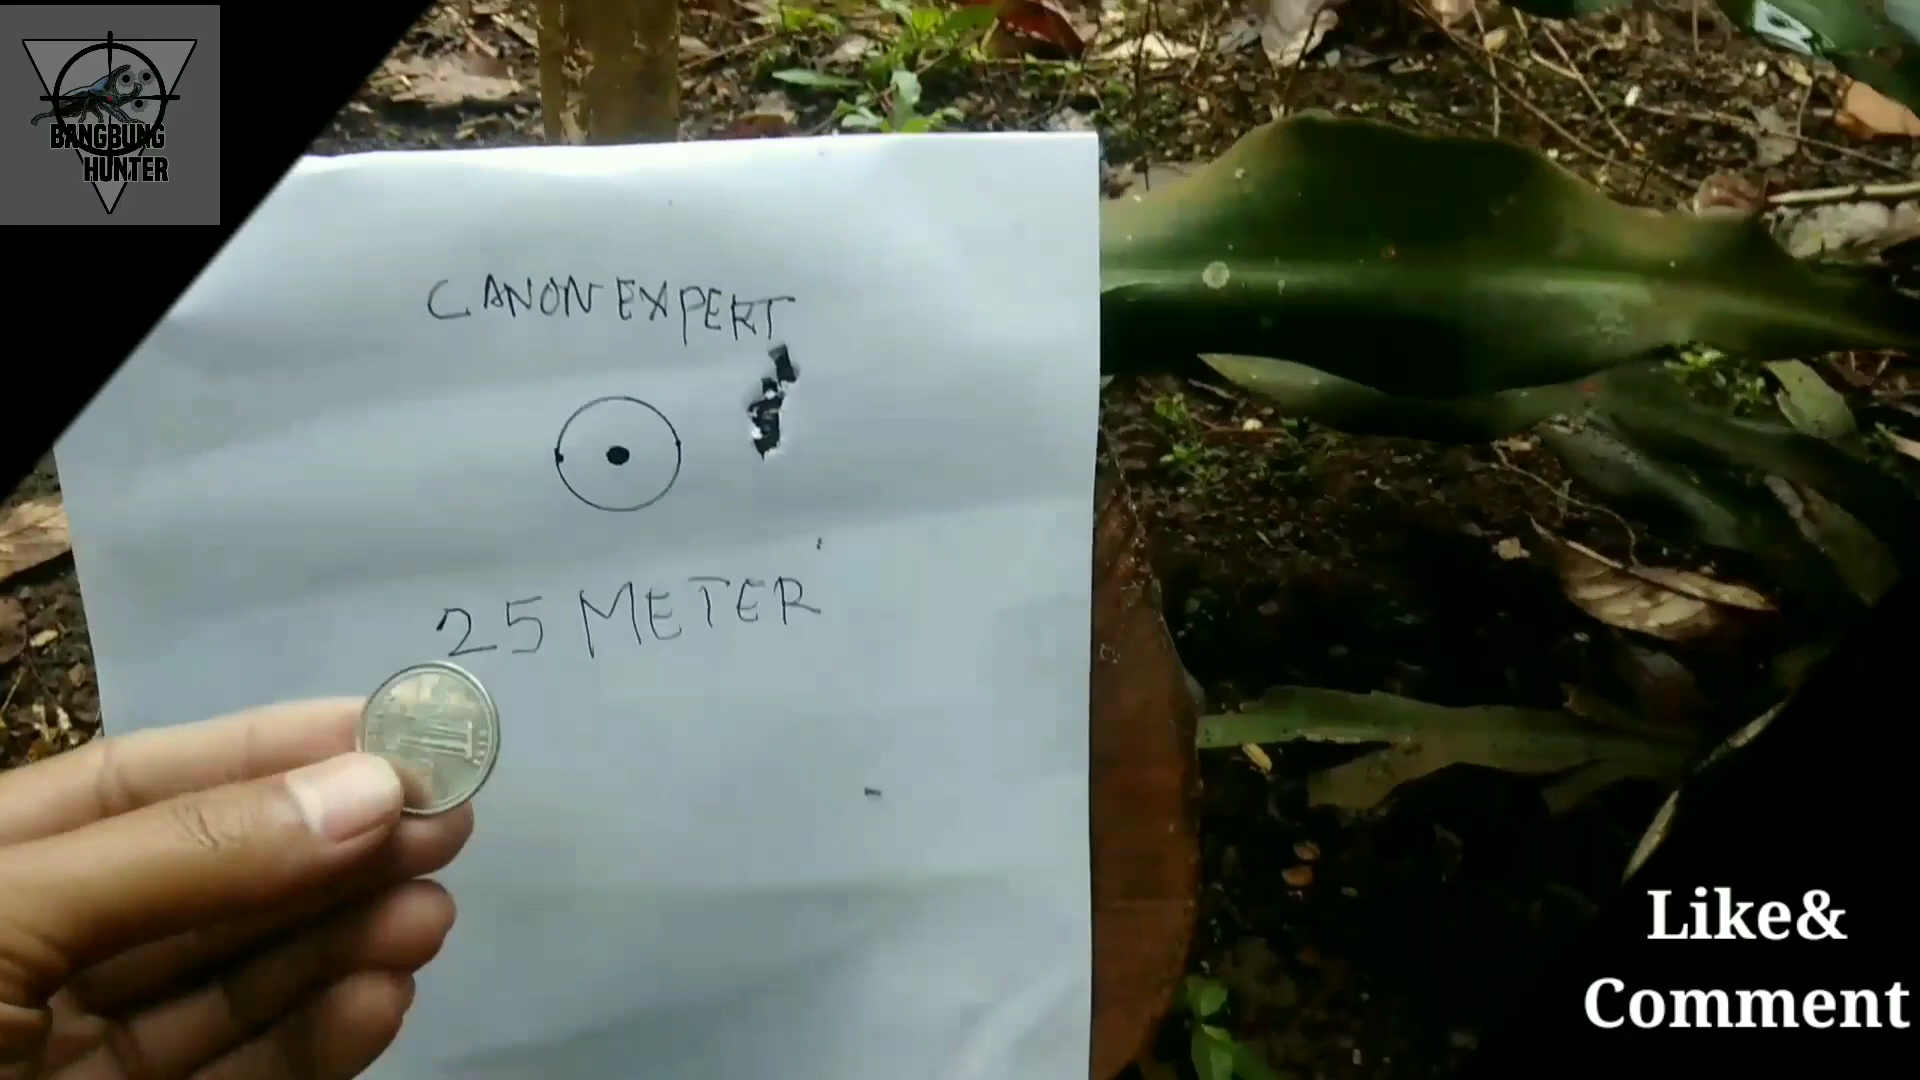 BANGBUNG
HUNTER
CANON EXPERT
25 METER
Like&
Comment